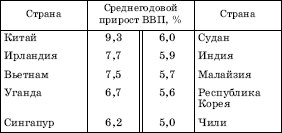 Страна Среднегодовой прирост ВВП, % Страна
Китай 9,3 6,0 Судан
Ирландия 7,7 5,9 Индия
Вьетнам 7,5 5,7 Малайзия
Уганда 6,7 5,6 Республика Корея
Сингапур 6,2 5,0 Чили